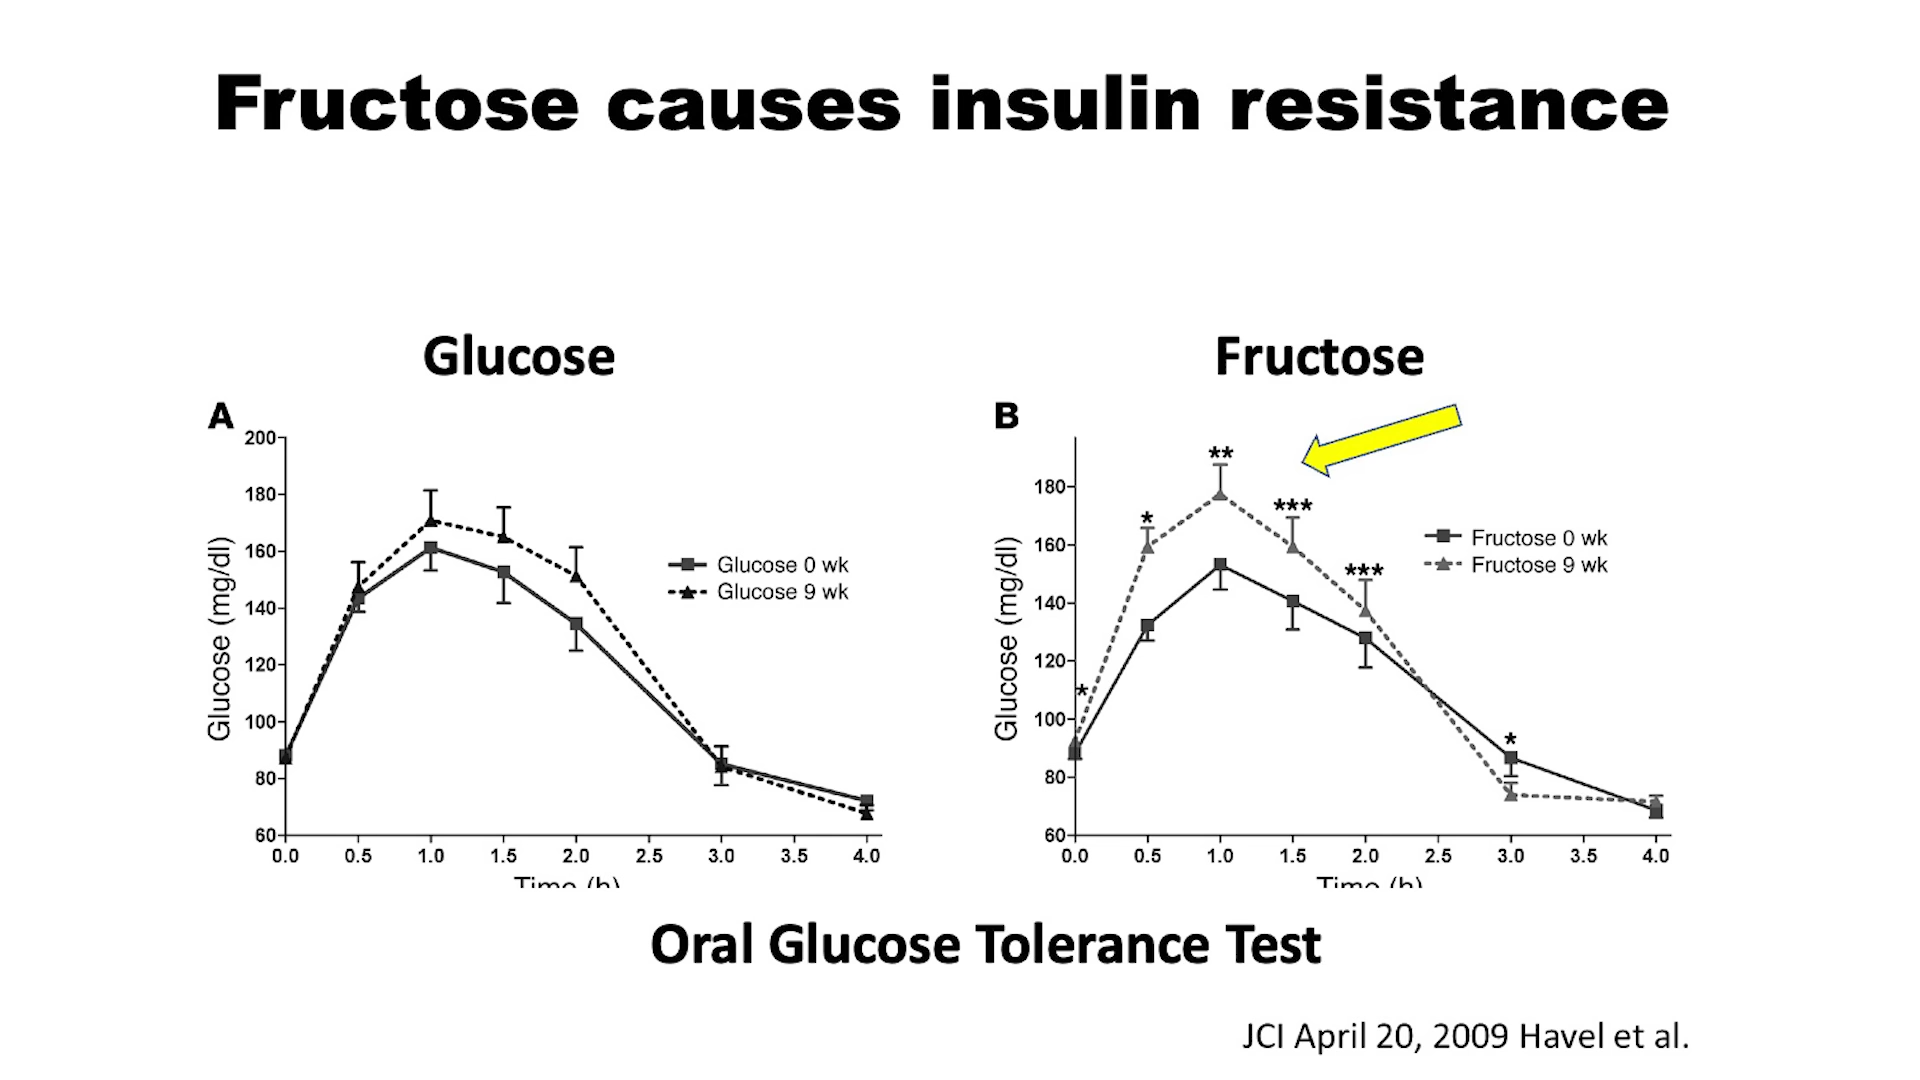 Fructose causes insulin resistance
Glucose
Fructose
A
200
180
160
140
120
100
80
60
Glucose (mg/dl)
Glucose 0 wk
Glucose 9 wk
0.0 0.5 1.0 1.5 2.0 2.5 3.0 3.5 4.0
Time (h)
B
180
160
140
120
100
80
60
Glucose (mg/dl)
*
*
**
***
***
*
Fructose 0 wk
Fructose 9 wk
0.0 0.5 1.0 1.5 2.0 2.5 3.0 3.5 4.0
Time (h)
Oral Glucose Tolerance Test
JCI April 20, 2009 Havel et al.